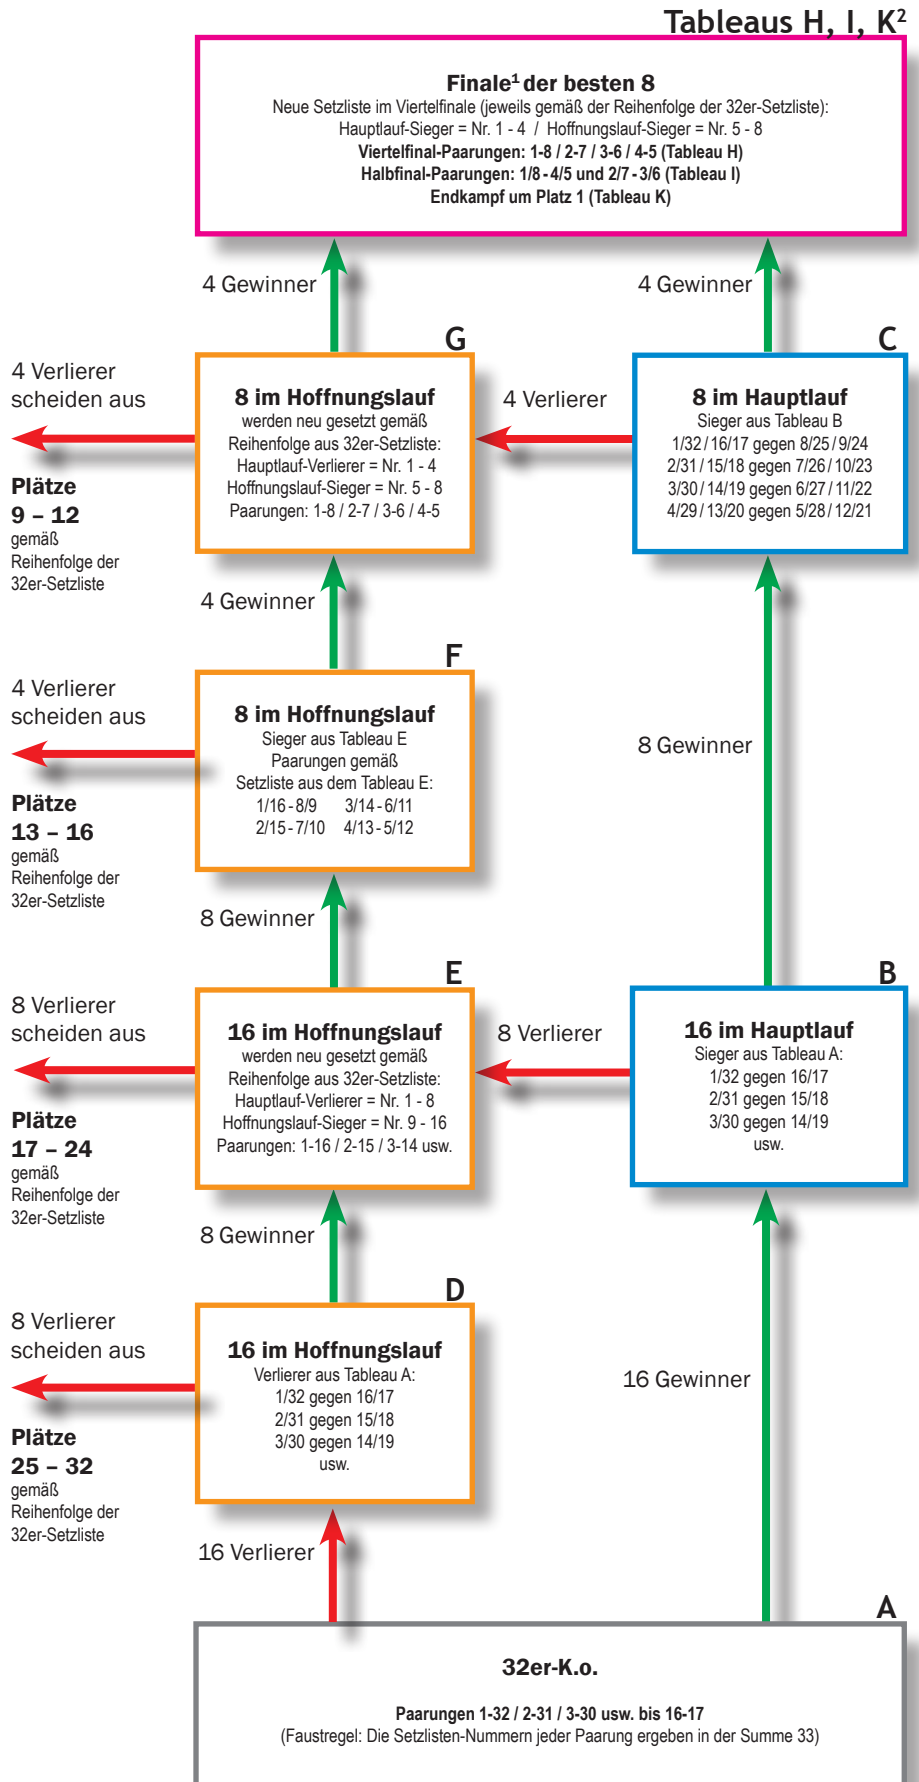 Tableaus H, I, K²
Finale¹ der besten 8
Neue Setzliste im Viertelfinale (jeweils gemäß der Reihenfolge der 32er-Setzliste):
Hauptlauf-Sieger = Nr. 1 - 4 / Hoffnungslauf-Sieger = Nr. 5 - 8
Viertelfinal-Paarungen: 1-8 / 2-7 / 3-6 / 4-5 (Tableau H)
Halbfinal-Paarungen: 1/8 - 4/5 und 2/7 - 3/6 (Tableau I)
Endkampf um Platz 1 (Tableau K)
4 Gewinner
4 Gewinner
G
C
4 Verlierer
scheiden aus
Plätze
9 – 12
gemäß
Reihenfolge der
32er-Setzliste
8 im Hoffnungslauf
werden neu gesetzt gemäß
Reihenfolge aus 32er-Setzliste:
Hauptlauf-Verlierer = Nr. 1 - 4
Hoffnungslauf-Sieger = Nr. 5 - 8
Paarungen: 1-8 / 2-7 / 3-6 / 4-5
4 Verlierer
8 im Hauptlauf
Sieger aus Tableau B
1/32 / 16/17 gegen 8/25 / 9/24
2/31 / 15/18 gegen 7/26 / 10/23
3/30 / 14/19 gegen 6/27 / 11/22
4/29 / 13/20 gegen 5/28 / 12/21
4 Gewinner
F
4 Verlierer
scheiden aus
Plätze
13 – 16
gemäß
Reihenfolge der
32er-Setzliste
8 im Hoffnungslauf
Sieger aus Tableau E
Paarungen gemäß
Setzliste aus dem Tableau E:
1/16 - 8/9 3/14 - 6/11
2/15 - 7/10 4/13 - 5/12
8 Gewinner
8 Gewinner
E
B
8 Verlierer
scheiden aus
Plätze
17 – 24
gemäß
Reihenfolge der
32er-Setzliste
16 im Hoffnungslauf
werden neu gesetzt gemäß
Reihenfolge aus 32er-Setzliste:
Hauptlauf-Verlierer = Nr. 1 - 8
Hoffnungslauf-Sieger = Nr. 9 - 16
Paarungen: 1-16 / 2-15 / 3-14 usw.
8 Verlierer
16 im Hauptlauf
Sieger aus Tableau A:
1/32 gegen 16/17
2/31 gegen 15/18
3/30 gegen 14/19
usw.
8 Gewinner
D
8 Verlierer
scheiden aus
Plätze
25 – 32
gemäß
Reihenfolge der
32er-Setzliste
16 im Hoffnungslauf
Verlierer aus Tableau A:
1/32 gegen 16/17
2/31 gegen 15/18
3/30 gegen 14/19
usw.
16 Gewinner
16 Verlierer
A
32er-K.o.
Paarungen 1-32 / 2-31 / 3-30 usw. bis 16-17
(Faustregel: Die Setzlisten-Nummern jeder Paarung ergeben in der Summe 33)